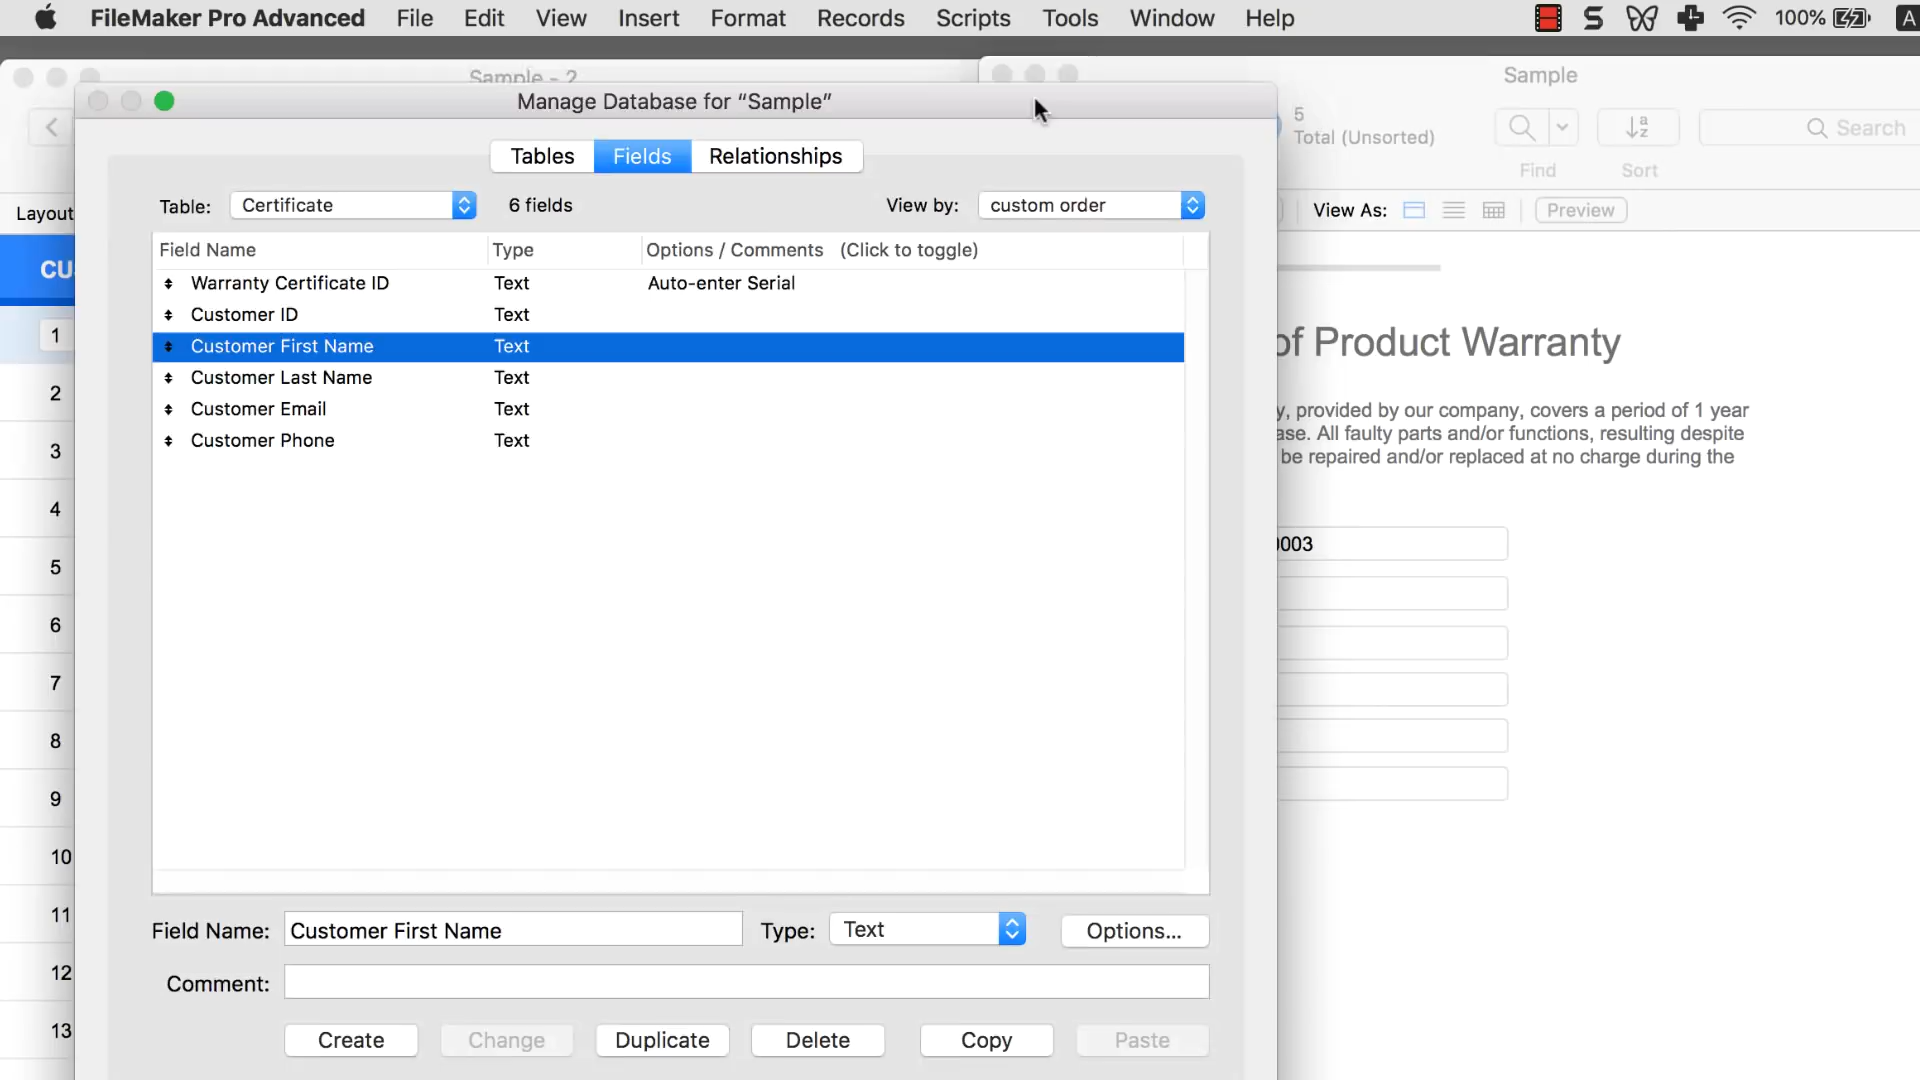 FileMaker Pro Advanced File Edit View Insert Format Records Scripts Tools Window Help 100% A
Sample - 2
Sample
Manage Database for “Sample”
5
Total (Unsorted)
Search
Find
Sort
Tables Fields Relationships
Layout
Table: Certificate 6 fields View by: custom order
View As: Preview
Field Name Type Options / Comments (Click to toggle)
Warranty Certificate ID Text Auto-enter Serial
Customer ID Text
Customer First Name Text
Customer Last Name Text
Customer Email Text
Customer Phone Text
CU
1
2
3
4
5
6
7
8
9
10
11
12
13
of Product Warranty
y, provided by our company, covers a period of 1 year
ase. All faulty parts and/or functions, resulting despite
be repaired and/or replaced at no charge during the
0003
Field Name: Customer First Name Type: Text Options...
Comment:
Create Change Duplicate Delete Copy Paste